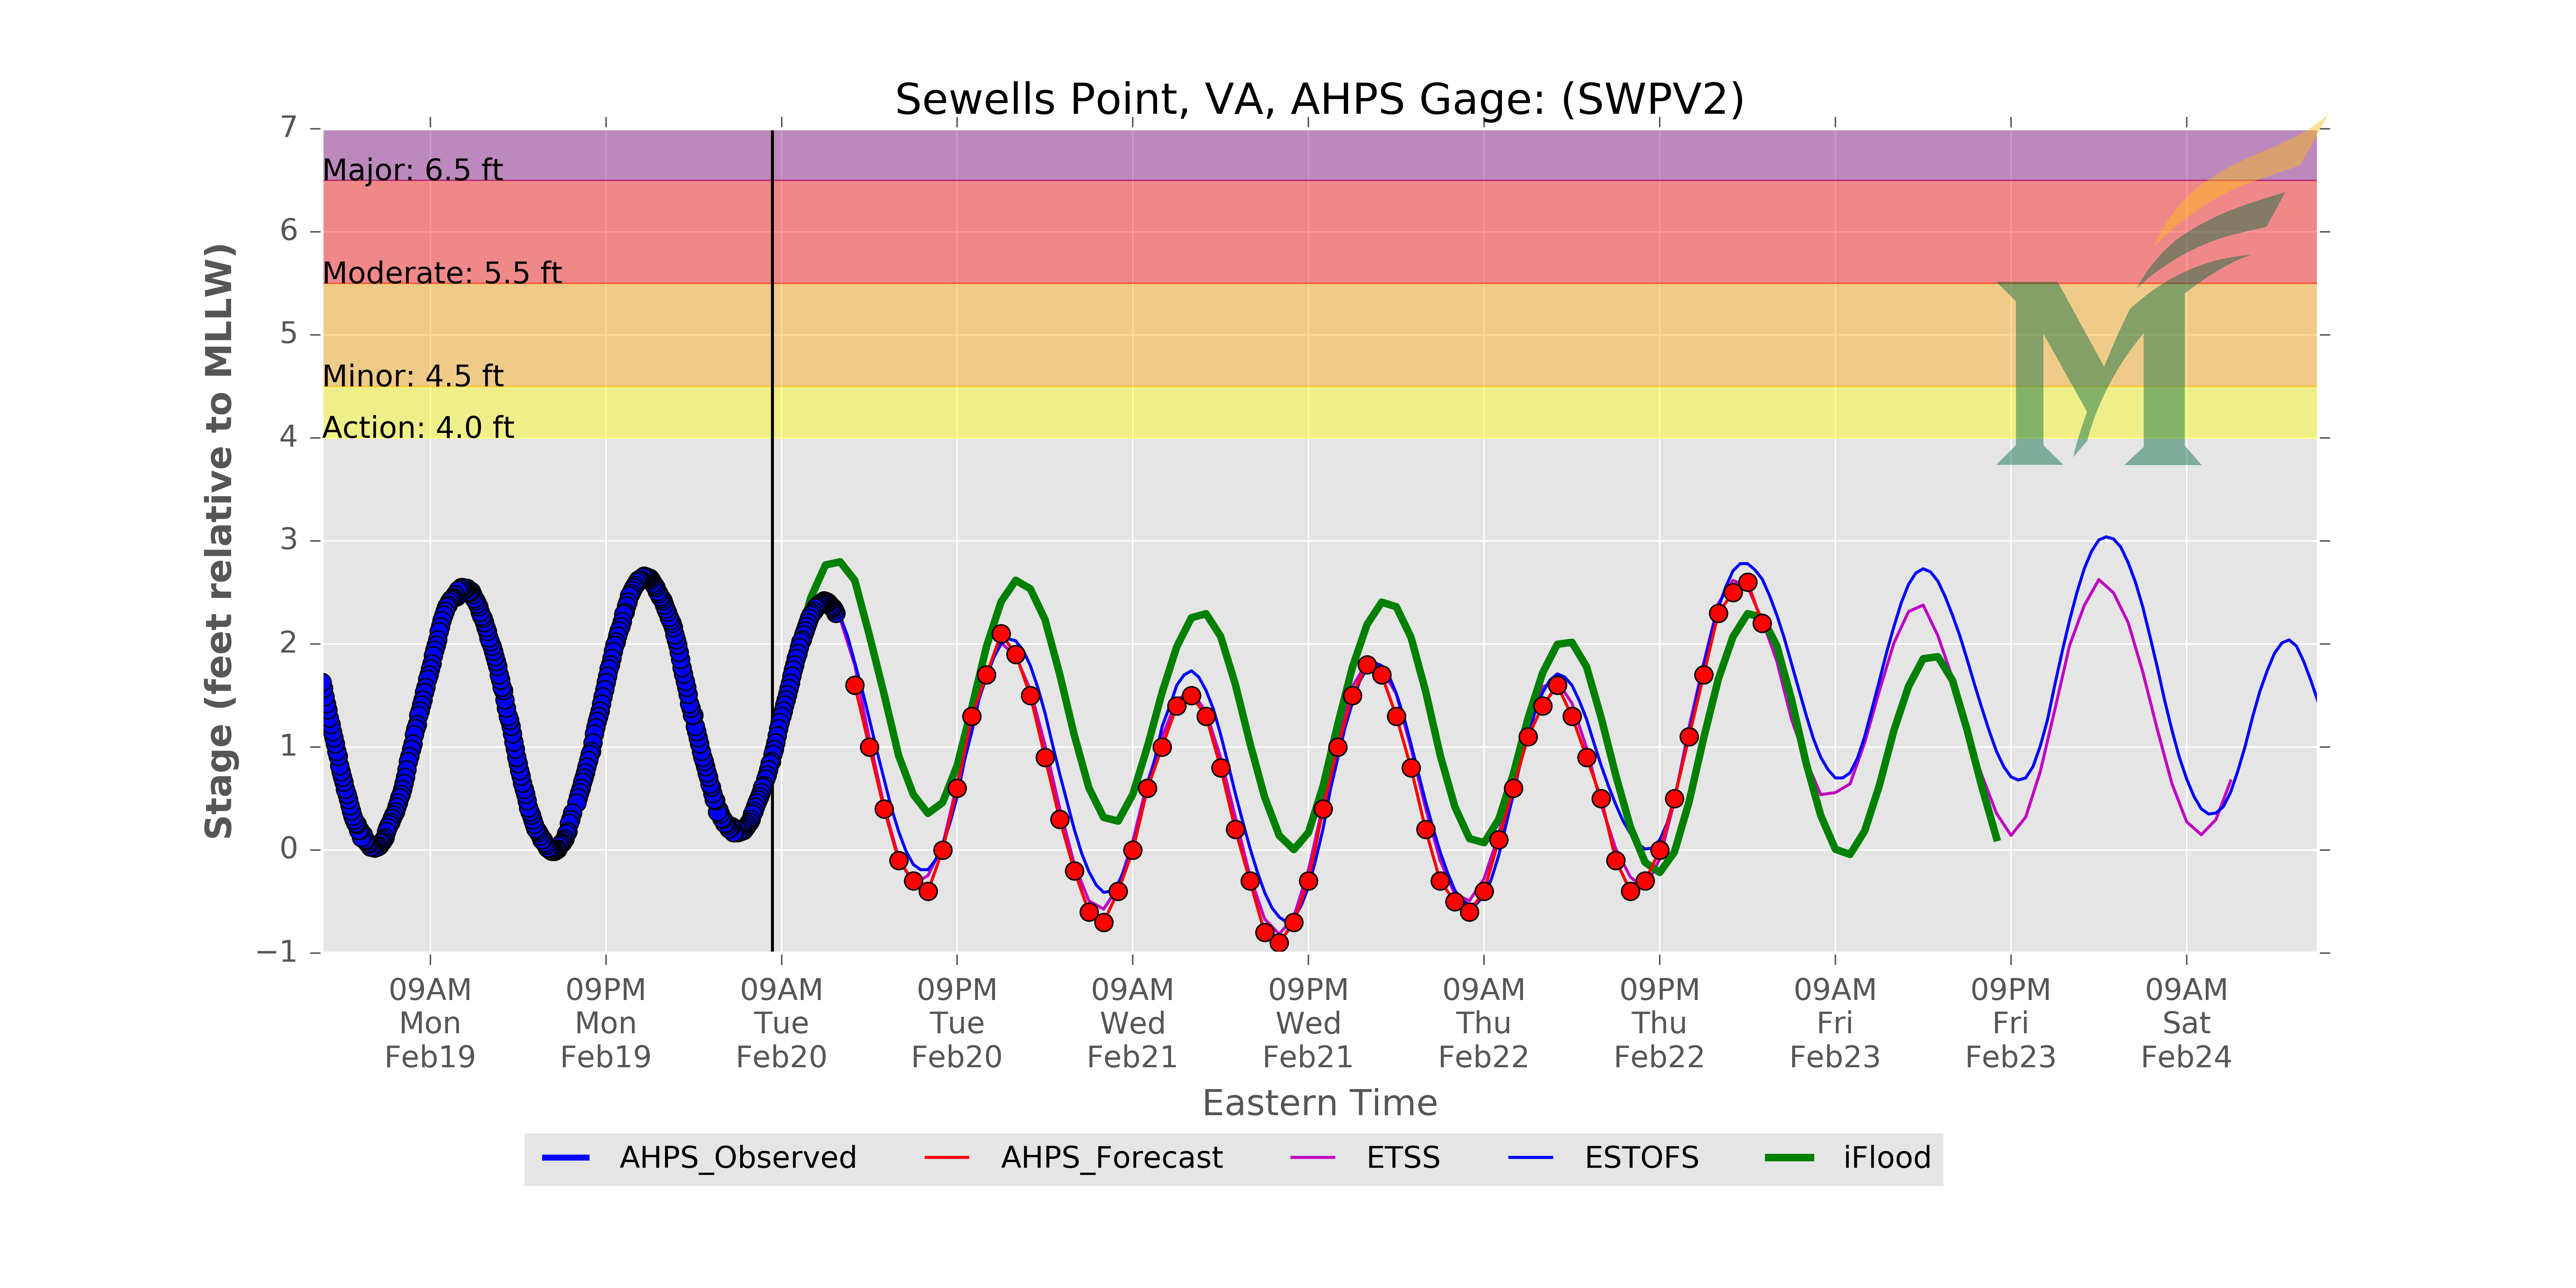 Sewells Point, VA, AHPS Gage: (SWPV2)
Stage (feet relative to MLLW)
7
6
5
4
3
2
1
0
−1
Major: 6.5 ft
Moderate: 5.5 ft
Minor: 4.5 ft
Action: 4.0 ft
M
09AM
Mon
Feb19
09PM
Mon
Feb19
09AM
Tue
Feb20
09PM
Tue
Feb20
09AM
Wed
Feb21
09PM
Wed
Feb21
09AM
Thu
Feb22
09PM
Thu
Feb22
09AM
Fri
Feb23
09PM
Fri
Feb23
09AM
Sat
Feb24
Eastern Time
AHPS_Observed
AHPS_Forecast
ETSS
ESTOFS
iFlood